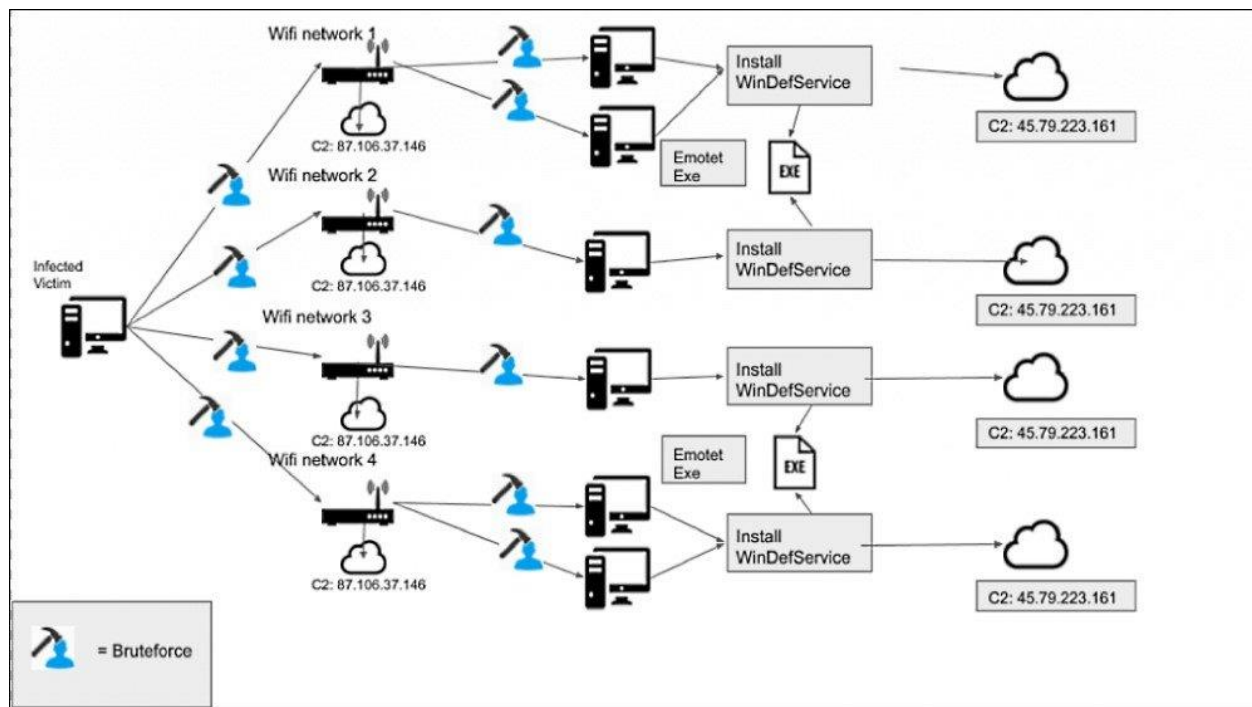 Wifi network 1
C2: 87.106.37.146
Install
WinDefService
Emotet
Exe
EXE
C2: 45.79.223.161
Wifi network 2
C2: 87.106.37.146
Install
WinDefService
C2: 45.79.223.161
Infected
Victim
Wifi network 3
C2: 87.106.37.146
Install
WinDefService
C2: 45.79.223.161
Wifi network 4
C2: 87.106.37.146
Emotet
Exe
EXE
Install
WinDefService
C2: 45.79.223.161
= Bruteforce